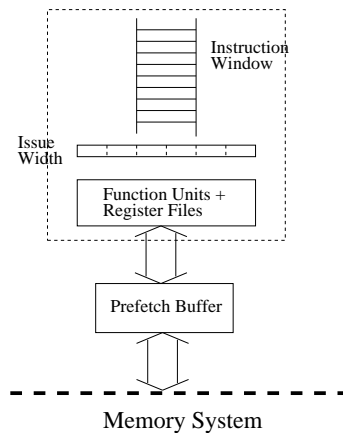 Instruction
Window
Issue
Width
Function Units +
Register Files
Prefetch Buffer
Memory System